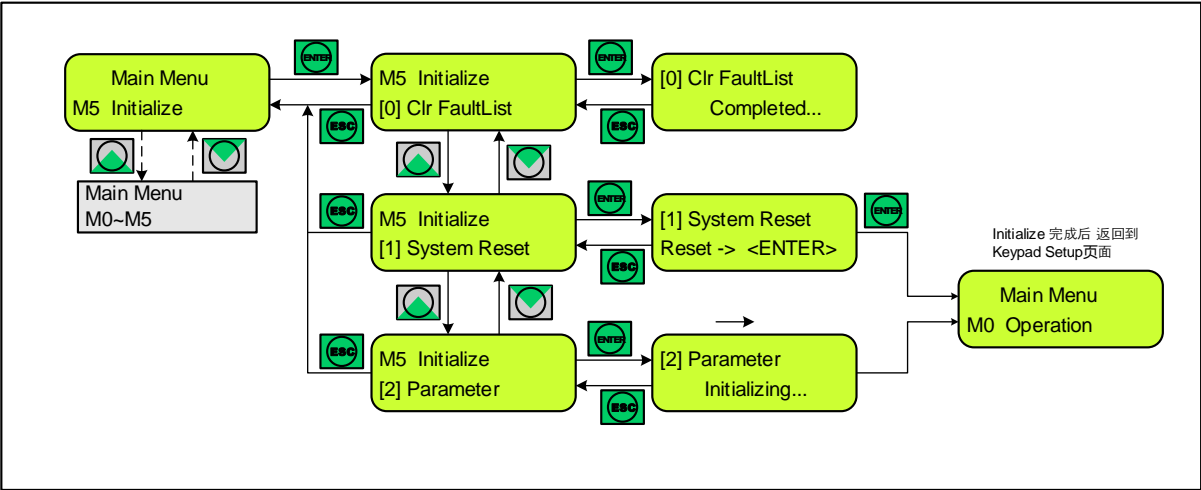 ENTER
ENTER
Main Menu
M5 Initialize
M5 Initialize
[0] Clr FaultList
[0] Clr FaultList
Completed...
ESC
ESC
Main Menu
M0~M5
ESC
M5 Initialize
[1] System Reset
ENTER
ESC
[1] System Reset
Reset -> <ENTER>
ENTER
Initialize 完成后 返回到
Keypad Setup页面
Main Menu
M0 Operation
ESC
M5 Initialize
[2] Parameter
ENTER
ESC
[2] Parameter
Initializing...